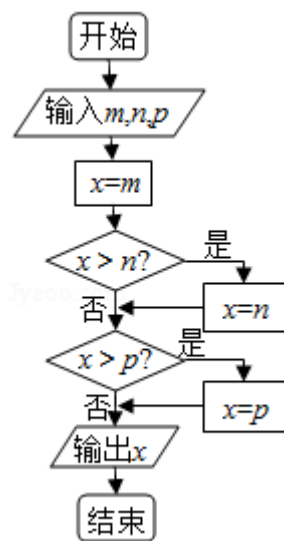 开始
输入m,n,p
x=m
x > n?
是
否
x=n
x > p?
是
否
x=p
输出x
结束